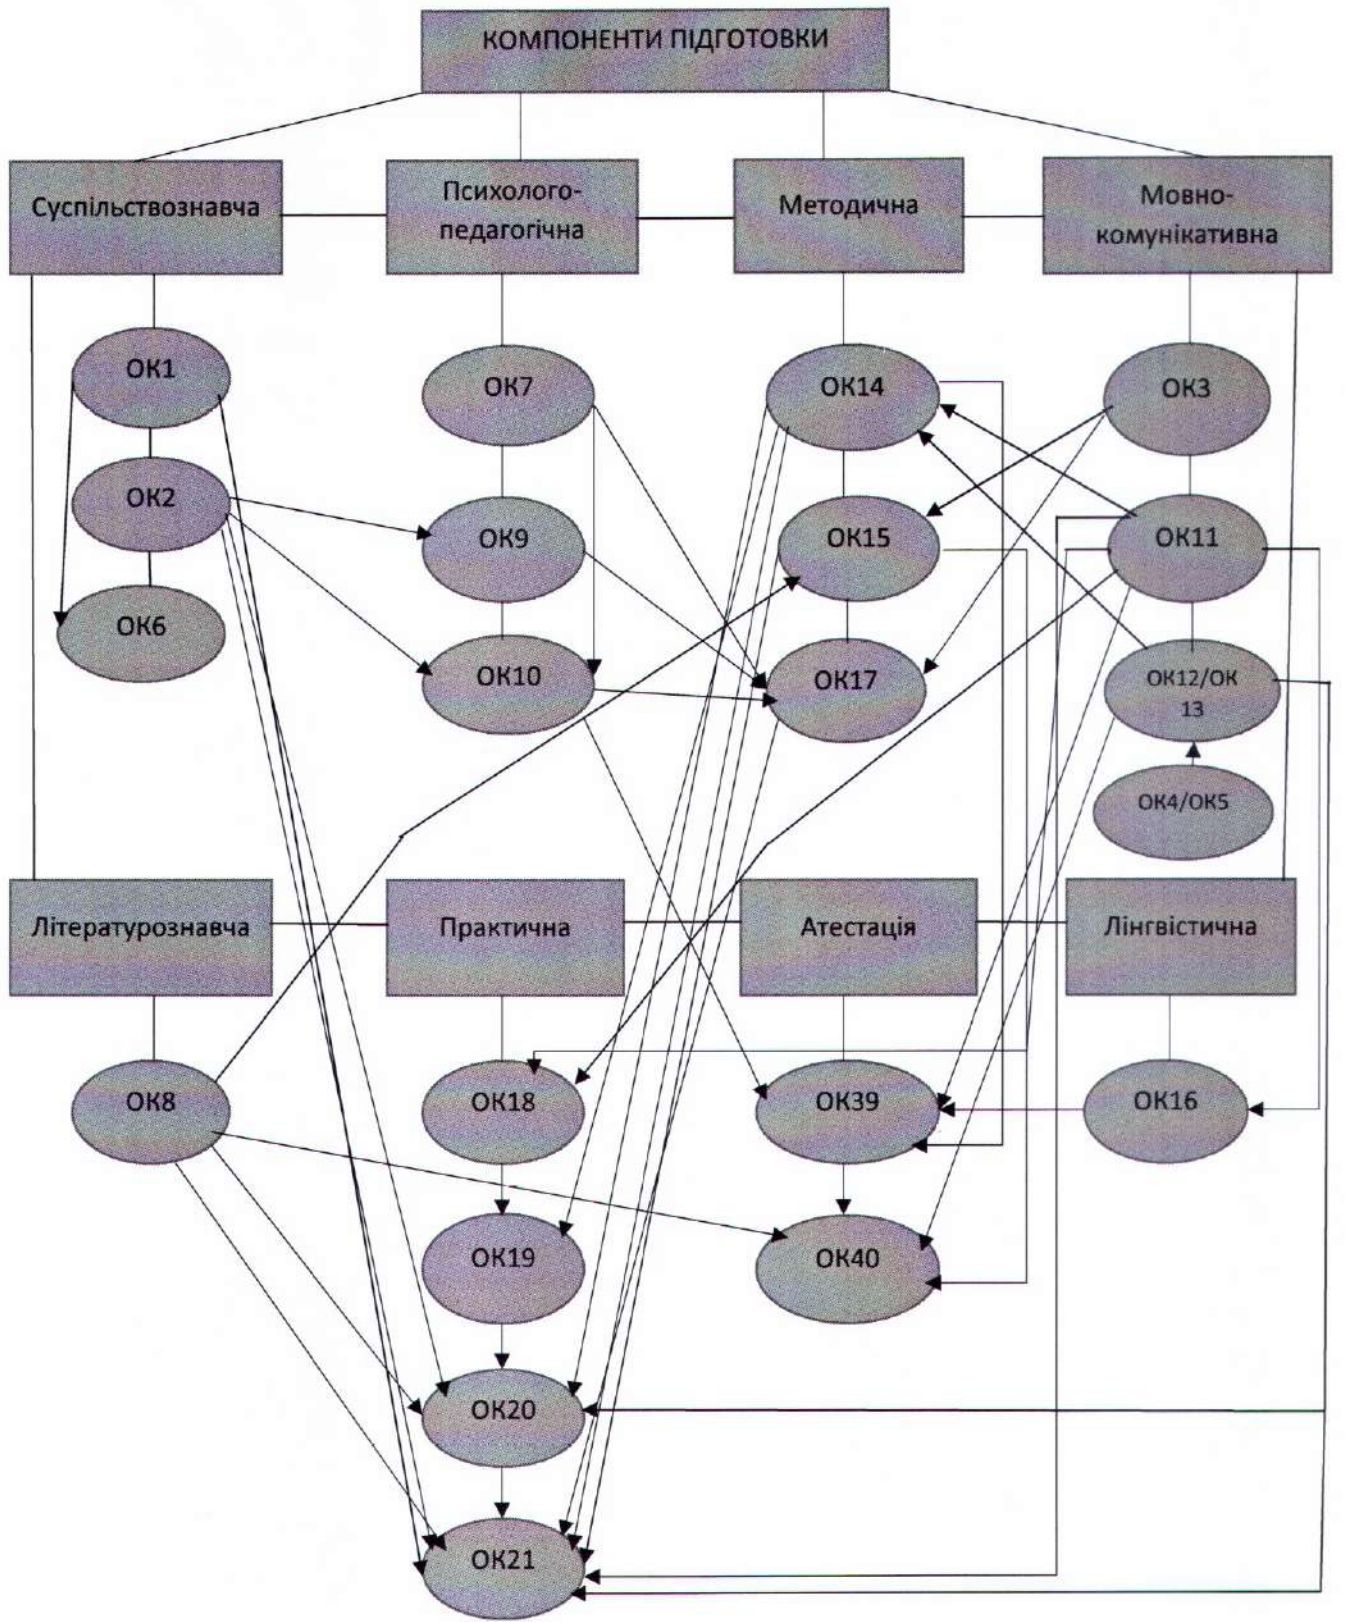 КОМПОНЕНТИ ПІДГОТОВКИ
Суспільствознавча
Психолого-
педагогічна
Методична
Мовно-
комунікативна
ОК1
ОК7
ОК14
ОК3
ОК2
ОК9
ОК15
ОК11
ОК6
ОК10
ОК17
ОК12/ОК
13
ОК4/ОК5
Літературознавча
Практична
Атестація
Лінгвістична
ОК8
ОК18
ОК39
ОК16
ОК19
ОК40
ОК20
ОК21